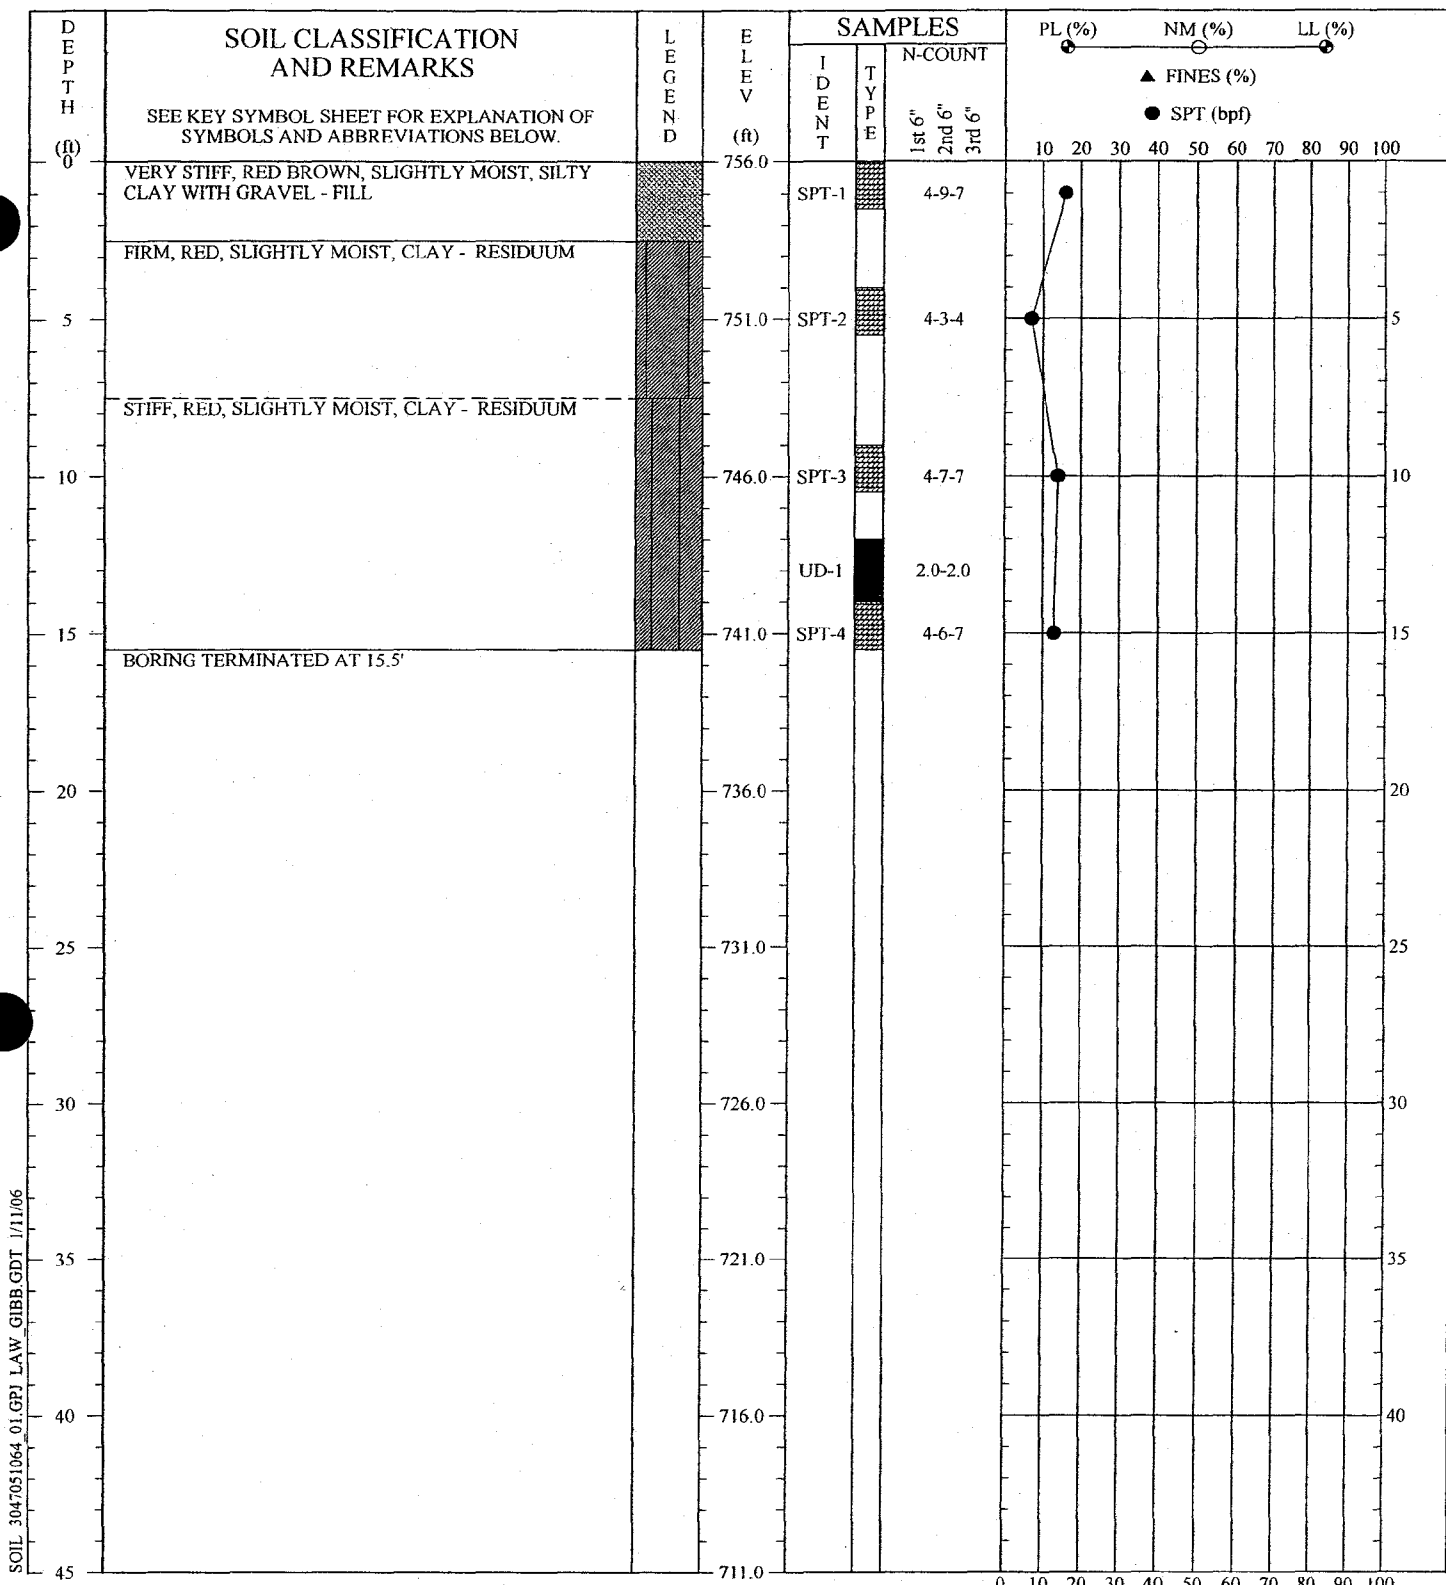 DEPTH (ft)
SOIL CLASSIFICATION
AND REMARKS
SEE KEY SYMBOL SHEET FOR EXPLANATION OF
SYMBOLS AND ABBREVIATIONS BELOW.
LEGEND
ELEV (ft)
SAMPLES
IDENT
TYPE
N-COUNT
1st 6"
2nd 6"
3rd 6"
PL (%) NM (%) LL (%)
▲ FINES (%)
● SPT (bpf)
10 20 30 40 50 60 70 80 90 100
0 756.0
VERY STIFF, RED BROWN, SLIGHTLY MOIST, SILTY
CLAY WITH GRAVEL - FILL
SPT-1 4-9-7
FIRM, RED, SLIGHTLY MOIST, CLAY - RESIDUUM
5 751.0 SPT-2 4-3-4 5
STIFF, RED, SLIGHTLY MOIST, CLAY - RESIDUUM
10 746.0 SPT-3 4-7-7 10
UD-1 2.0-2.0
15 741.0 SPT-4 4-6-7 15
BORING TERMINATED AT 15.5'
20 736.0 20
25 731.0 25
30 726.0 30
35 721.0 35
40 716.0 40
45 711.0
0 10 20 30 40 50 60 70 80 90 100
SOIL 3047051064_01.GPJ LAW_GIBB.GDT 1/11/06